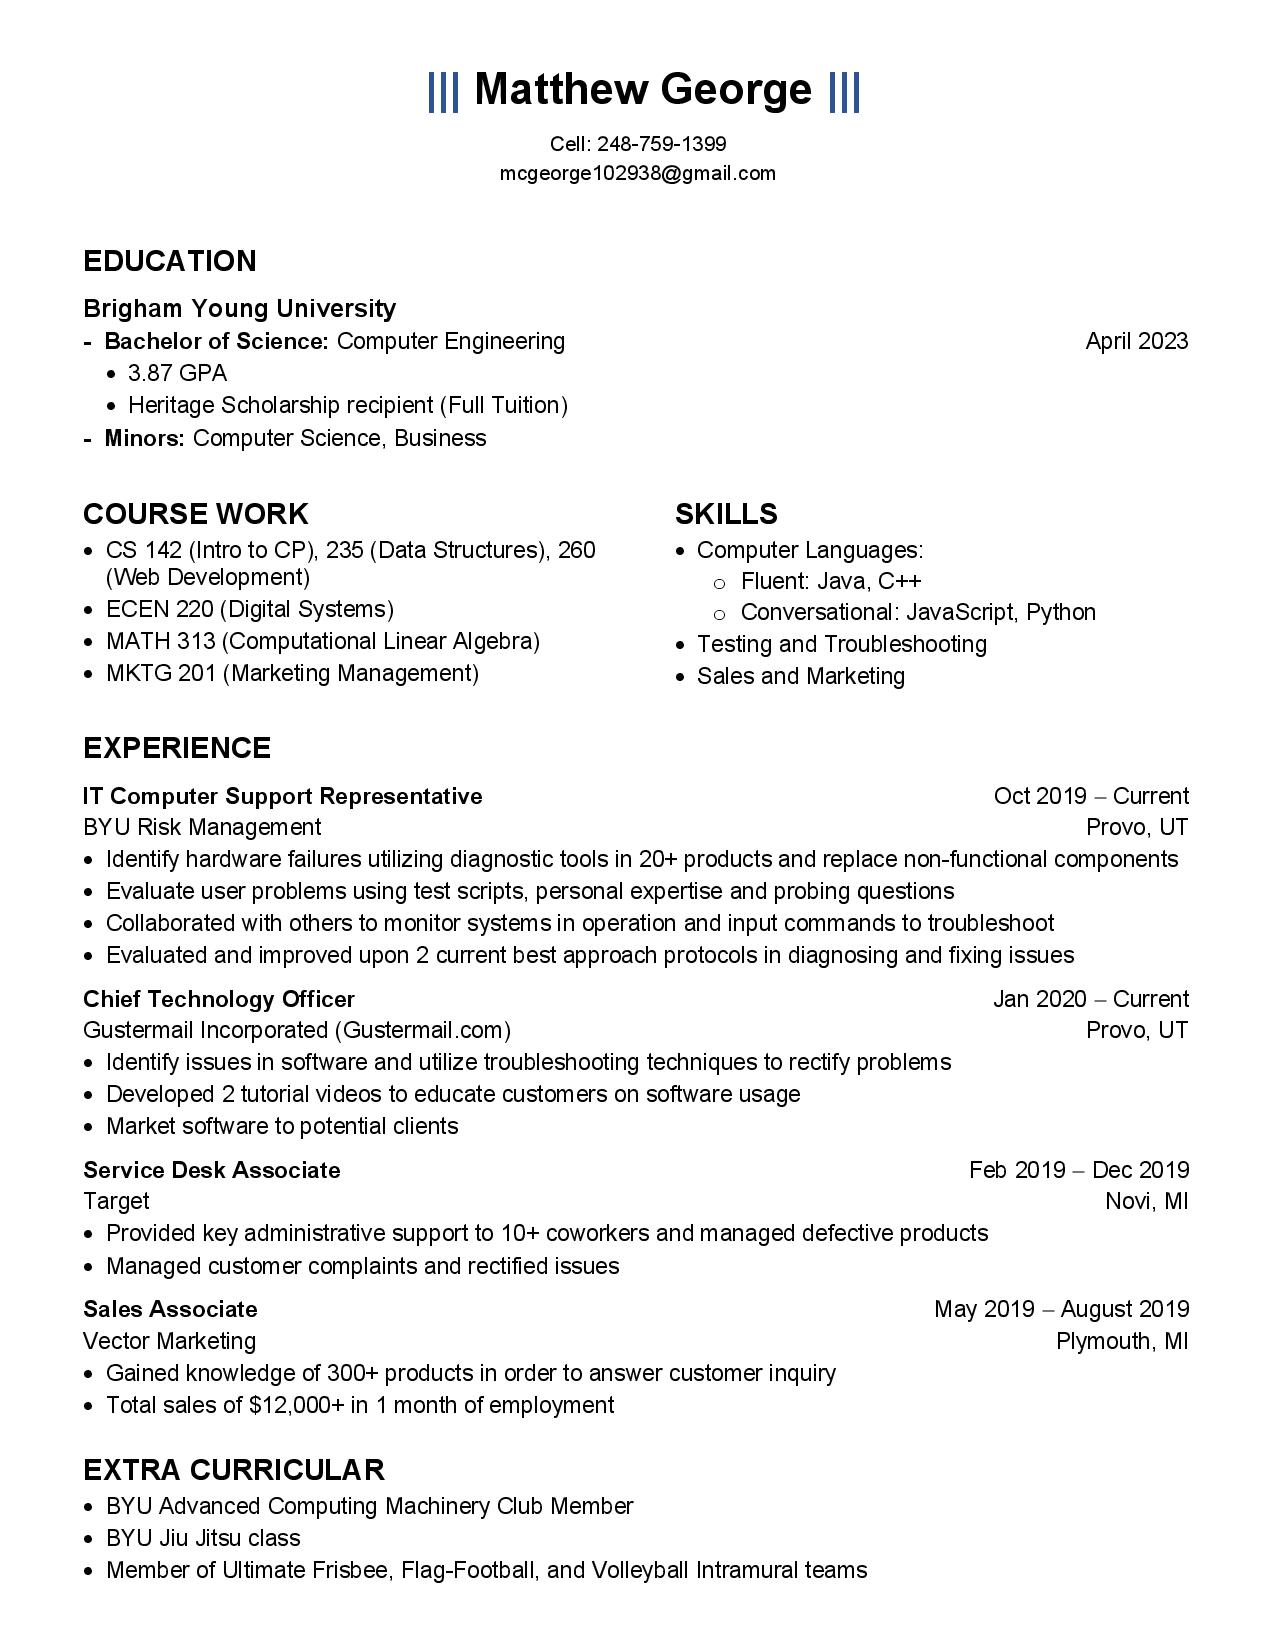 ||| Matthew George |||
Cell: 248-759-1399
mcgeorge102938@gmail.com
EDUCATION
Brigham Young University
- Bachelor of Science: Computer Engineering April 2023
• 3.87 GPA
• Heritage Scholarship recipient (Full Tuition)
- Minors: Computer Science, Business
COURSE WORK
• CS 142 (Intro to CP), 235 (Data Structures), 260
(Web Development)
• ECEN 220 (Digital Systems)
• MATH 313 (Computational Linear Algebra)
• MKTG 201 (Marketing Management)
SKILLS
• Computer Languages:
o Fluent: Java, C++
o Conversational: JavaScript, Python
• Testing and Troubleshooting
• Sales and Marketing
EXPERIENCE
IT Computer Support Representative Oct 2019 – Current
BYU Risk Management Provo, UT
• Identify hardware failures utilizing diagnostic tools in 20+ products and replace non-functional components
• Evaluate user problems using test scripts, personal expertise and probing questions
• Collaborated with others to monitor systems in operation and input commands to troubleshoot
• Evaluated and improved upon 2 current best approach protocols in diagnosing and fixing issues
Chief Technology Officer Jan 2020 – Current
Gustermail Incorporated (Gustermail.com) Provo, UT
• Identify issues in software and utilize troubleshooting techniques to rectify problems
• Developed 2 tutorial videos to educate customers on software usage
• Market software to potential clients
Service Desk Associate Feb 2019 – Dec 2019
Target Novi, MI
• Provided key administrative support to 10+ coworkers and managed defective products
• Managed customer complaints and rectified issues
Sales Associate May 2019 – August 2019
Vector Marketing Plymouth, MI
• Gained knowledge of 300+ products in order to answer customer inquiry
• Total sales of $12,000+ in 1 month of employment
EXTRA CURRICULAR
• BYU Advanced Computing Machinery Club Member
• BYU Jiu Jitsu class
• Member of Ultimate Frisbee, Flag-Football, and Volleyball Intramural teams